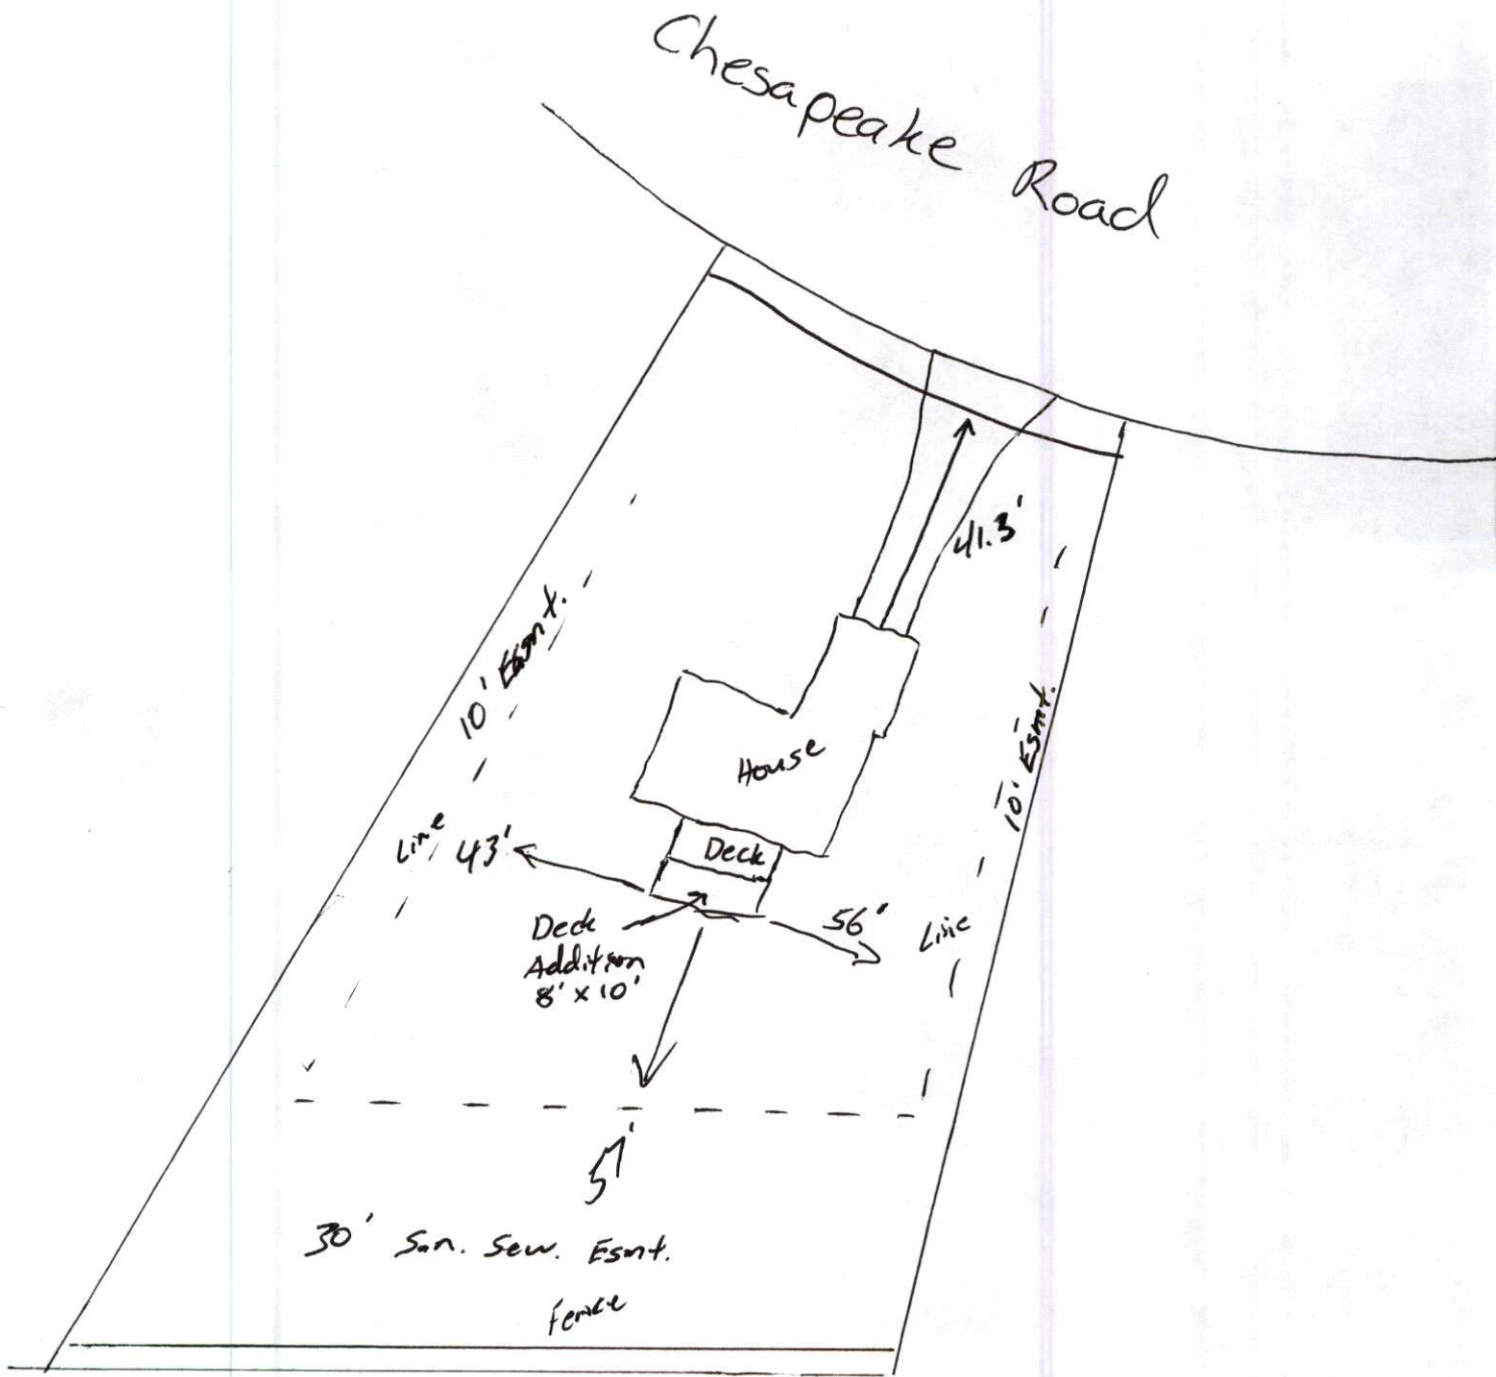 Chesapeake Road
41.3'
10' Esmt.
10' Esmt.
House
Line 43'
Deck
56' Line
Deck
Addition
8' x 10'
57'
30' San. Sew. Esmt.
Fence